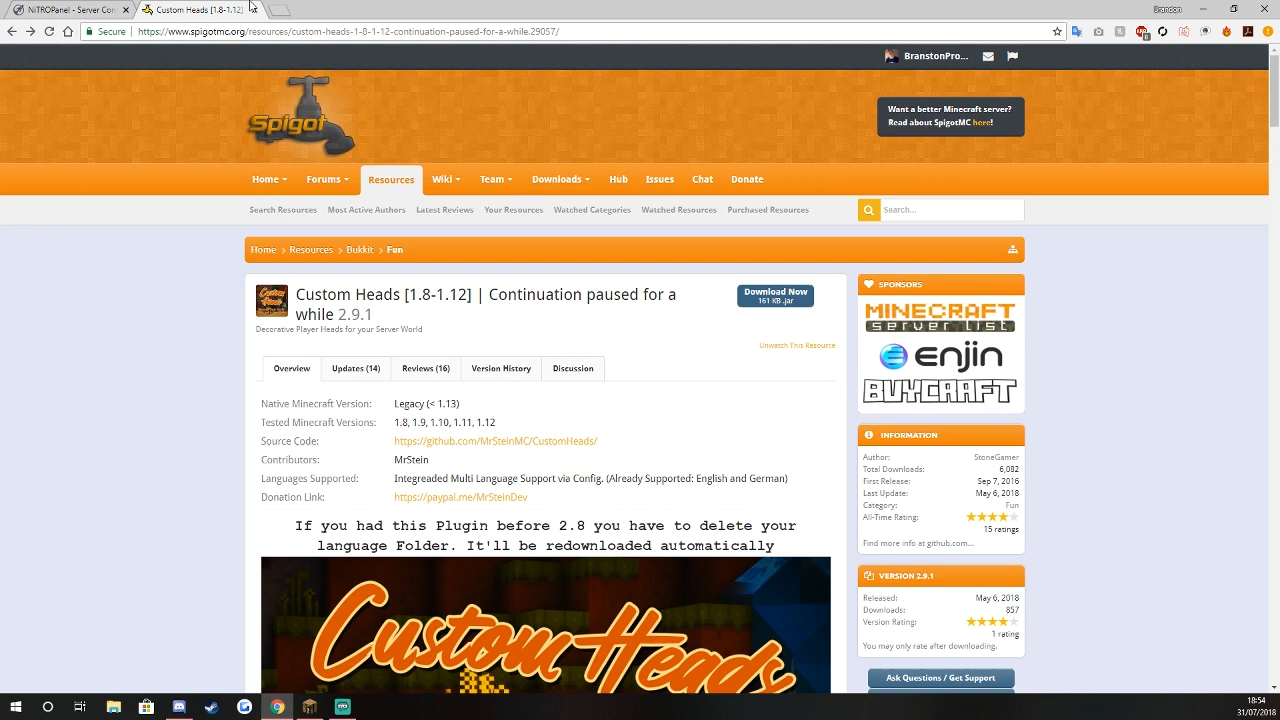 NiTROPanel - Server Cont
Custom Heads [1.8-1.12]
Brandon
Secure
https://www.spigotmc.org/resources/custom-heads-1-8-1-12-continuation-paused-for-a-while.29057/
BranstonPro...
Spigot
Want a better Minecraft server?
Read about SpigotMC here!
Home Forums Resources Wiki Team Downloads Hub Issues Chat Donate
Search Resources Most Active Authors Latest Reviews Your Resources Watched Categories Watched Resources Purchased Resources
Search...
Home Resources Bukkit Fun
Custom Heads
Custom Heads [1.8-1.12] | Continuation paused for a
while 2.9.1
Decorative Player Heads for your Server World
Download Now
161 KB .jar
Unwatch This Resource
Overview Updates (14) Reviews (16) Version History Discussion
Native Minecraft Version: Legacy (< 1.13)
Tested Minecraft Versions: 1.8, 1.9, 1.10, 1.11, 1.12
Source Code: https://github.com/MrSteinMC/CustomHeads/
Contributors: MrStein
Languages Supported: Integreaded Multi Language Support via Config. (Already Supported: English and German)
Donation Link: https://paypal.me/MrSteinDev
If you had this Plugin before 2.8 you have to delete your
language Folder. It'll be redownloaded automatically
Custom Heads
SPONSORS
MINECRAFT
SERVER LIST
enjin
BUYCRAFT
INFORMATION
Author: StoneGamer
Total Downloads: 6,082
First Release: Sep 7, 2016
Last Update: May 6, 2018
Category: Fun
All-Time Rating:
15 ratings
Find more info at github.com...
VERSION 2.9.1
Released: May 6, 2018
Downloads: 857
Version Rating:
1 rating
You may only rate after downloading.
Ask Questions / Get Support
18:54
31/07/2018